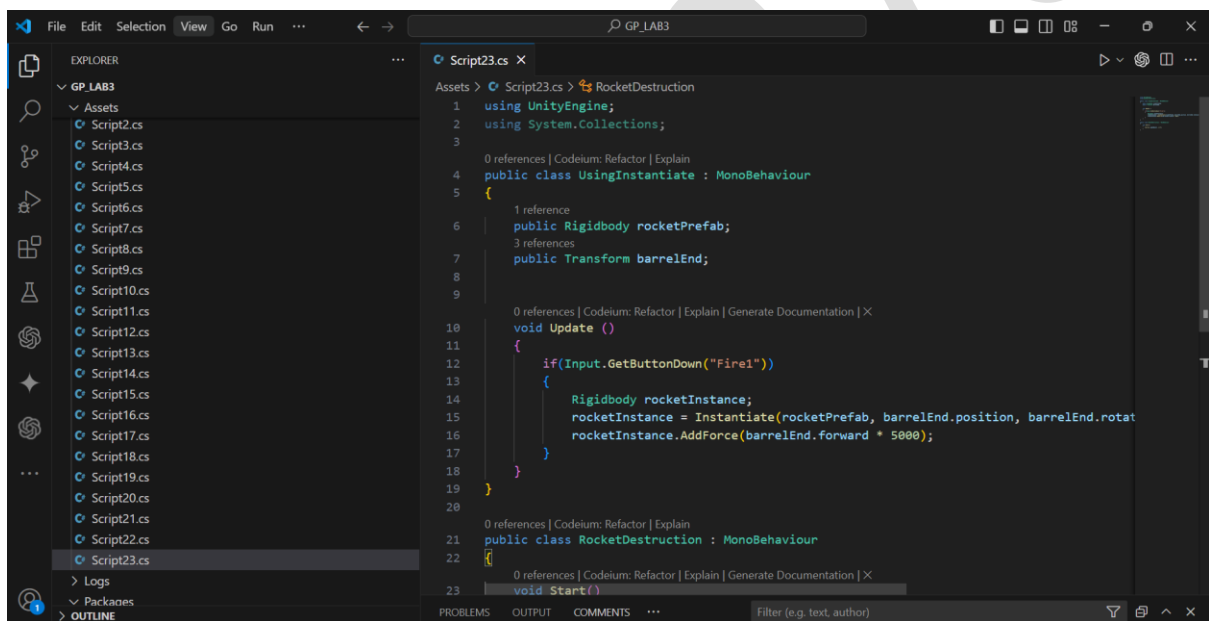 File Edit Selection View Go Run ··· ← → GP_LAB3
EXPLORER ···
GP_LAB3
Assets
Script2.cs
Script3.cs
Script4.cs
Script5.cs
Script6.cs
Script7.cs
Script8.cs
Script9.cs
Script10.cs
Script11.cs
Script12.cs
Script13.cs
Script14.cs
Script15.cs
Script16.cs
Script17.cs
Script18.cs
Script19.cs
Script20.cs
Script21.cs
Script22.cs
Script23.cs
> Logs
Packages
> OUTLINE
1
Script23.cs ×
Assets > Script23.cs > RocketDestruction
1 using UnityEngine;
2 using System.Collections;
3
0 references | Codeium: Refactor | Explain
4 public class UsingInstantiate : MonoBehaviour
5 {
1 reference
6 public Rigidbody rocketPrefab;
3 references
7 public Transform barrelEnd;
8
9
0 references | Codeium: Refactor | Explain | Generate Documentation | ×
10 void Update ()
11 {
12 if(Input.GetButtonDown("Fire1"))
13 {
14 Rigidbody rocketInstance;
15 rocketInstance = Instantiate(rocketPrefab, barrelEnd.position, barrelEnd.rotat
16 rocketInstance.AddForce(barrelEnd.forward * 5000);
17 }
18 }
19 }
20
0 references | Codeium: Refactor | Explain
21 public class RocketDestruction : MonoBehaviour
22 {
0 references | Codeium: Refactor | Explain | Generate Documentation | ×
23 void Start()
PROBLEMS OUTPUT COMMENTS ··· Filter (e.g. text, author)